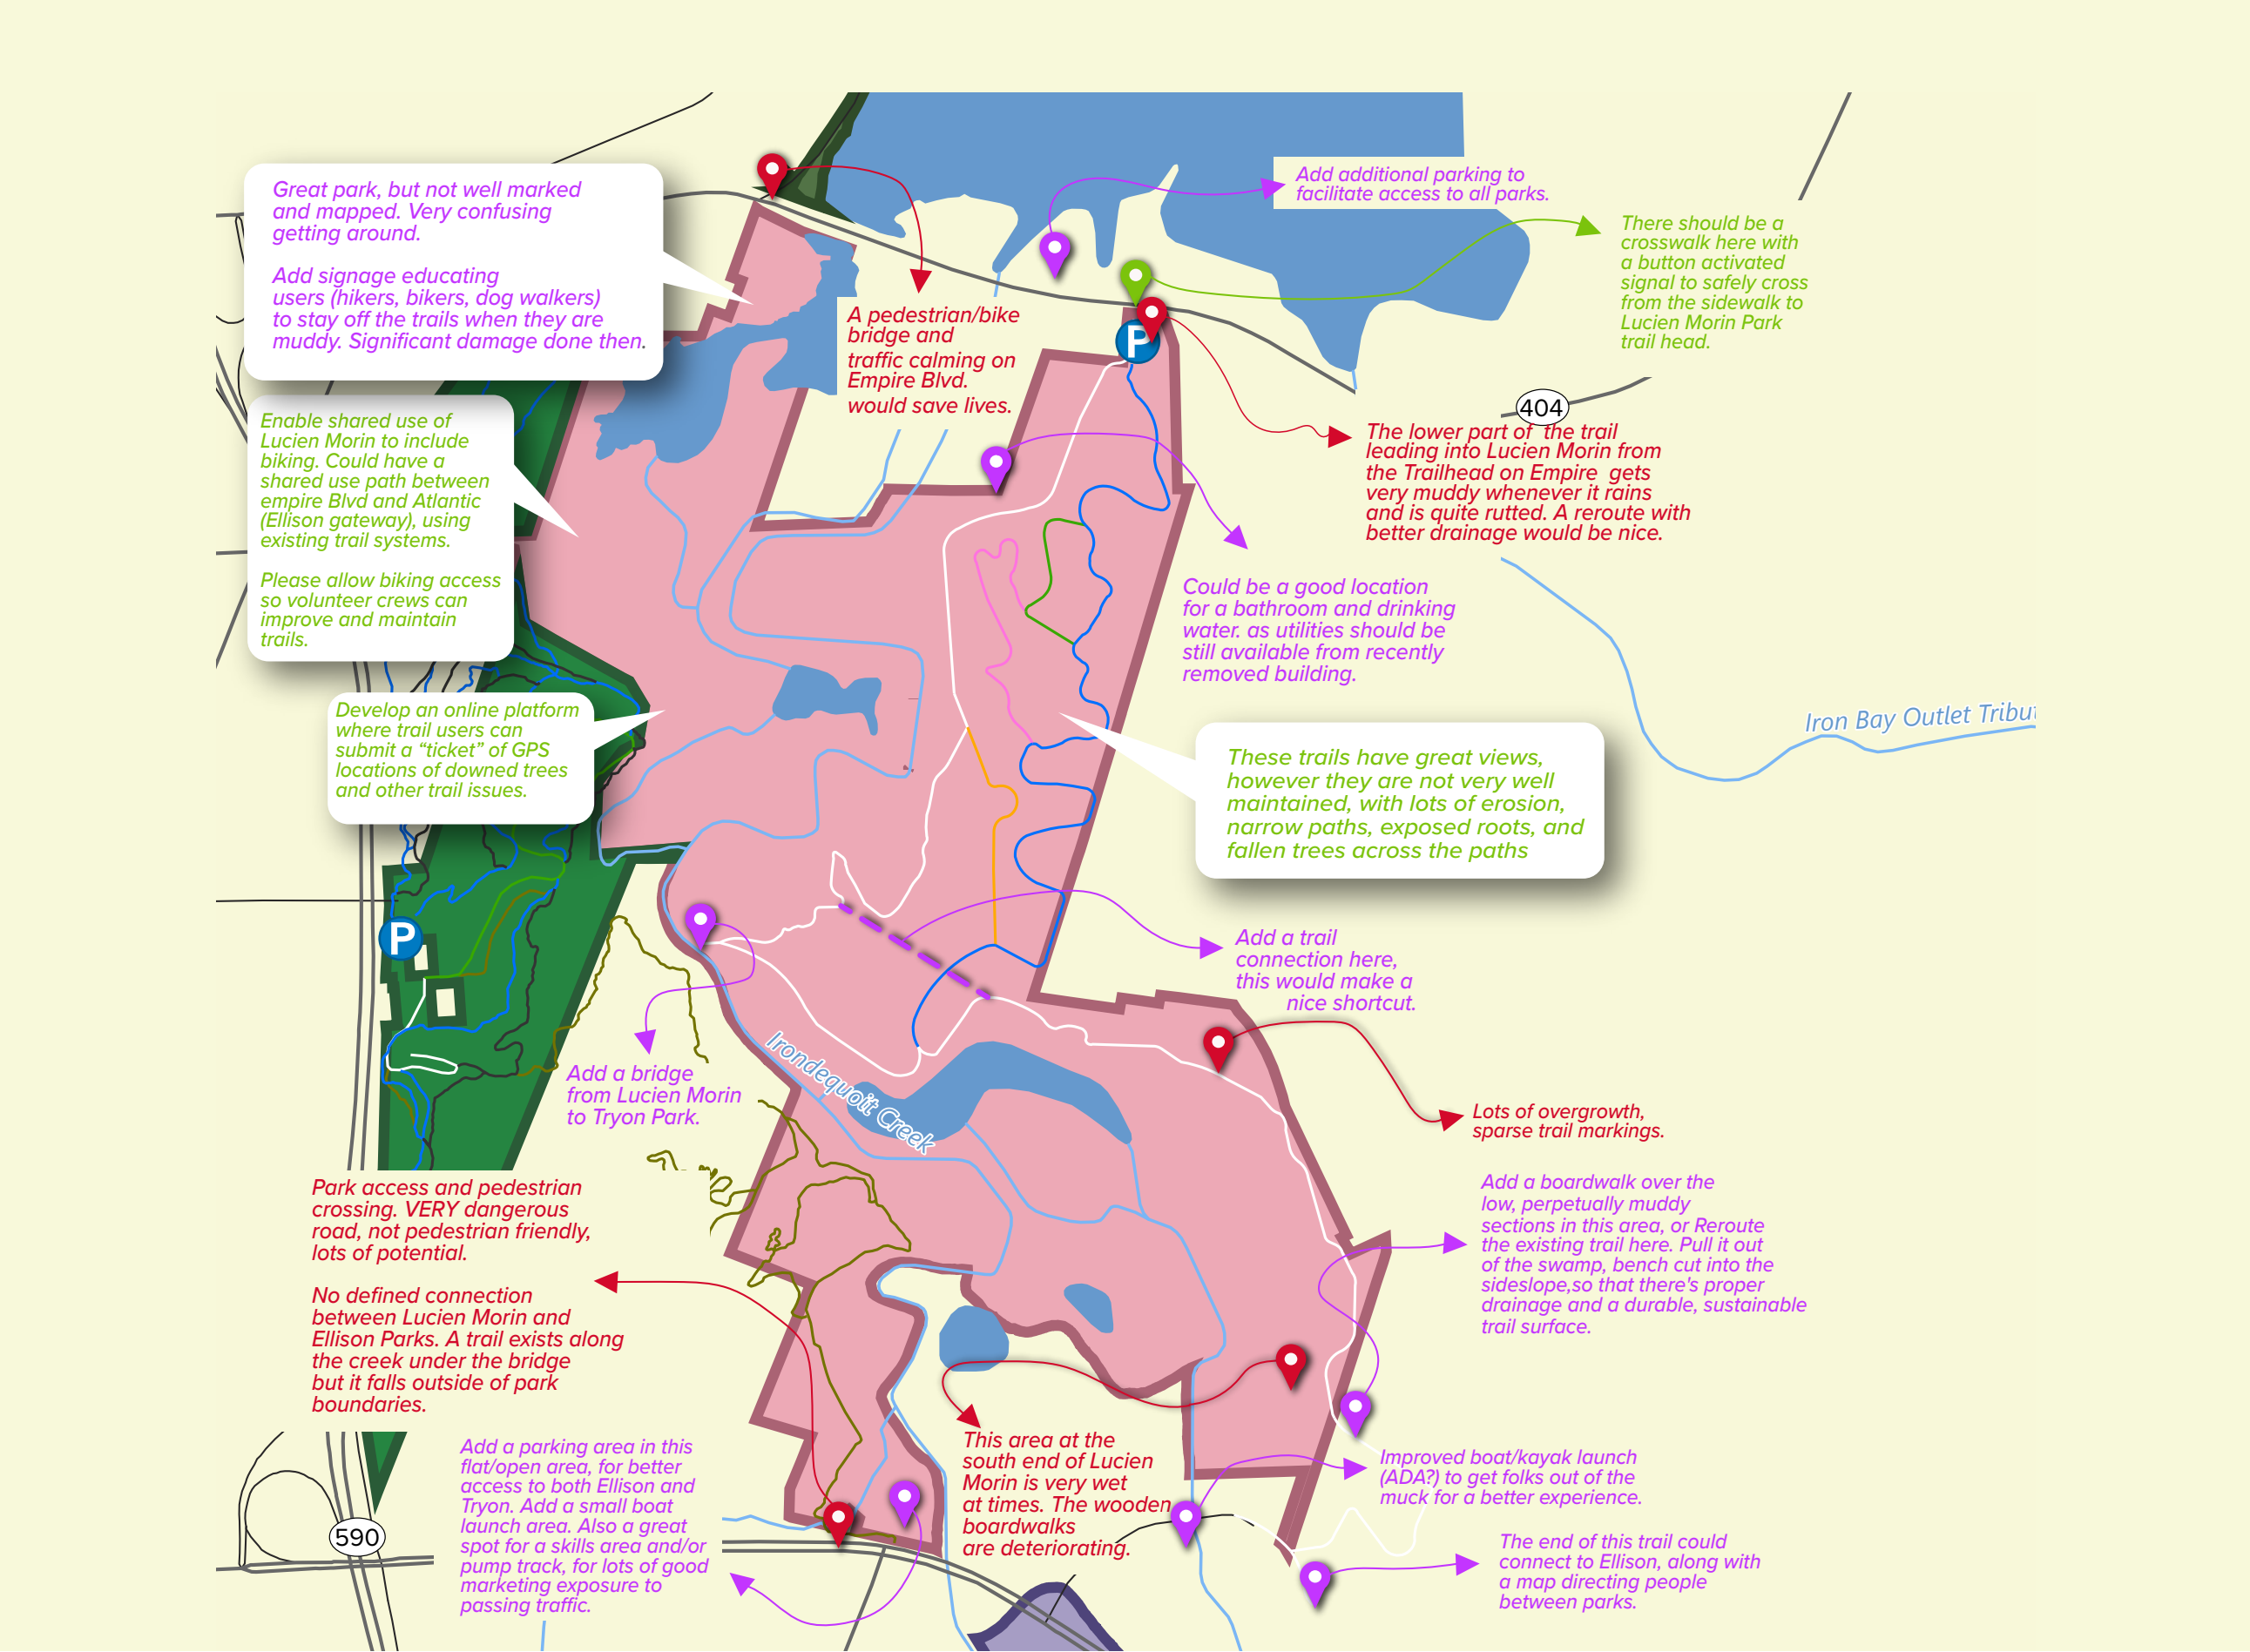 Great park, but not well marked
and mapped. Very confusing
getting around.
Add signage educating
users (hikers, bikers, dog walkers)
to stay off the trails when they are
muddy. Significant damage done then.
Add additional parking to
facilitate access to all parks.
There should be a
crosswalk here with
a button activated
signal to safely cross
from the sidewalk to
Lucien Morin Park
trail head.
A pedestrian/bike
bridge and
traffic calming on
Empire Blvd.
would save lives.
P
404
Enable shared use of
Lucien Morin to include
biking. Could have a
shared use path between
empire Blvd and Atlantic
(Ellison gateway), using
existing trail systems.
Please allow biking access
so volunteer crews can
improve and maintain
trails.
The lower part of  the trail
leading into Lucien Morin from
the Trailhead on Empire  gets
very muddy whenever it rains
and is quite rutted. A reroute with
better drainage would be nice.
Could be a good location
for a bathroom and drinking
water. as utilities should be
still available from recently
removed building.
Iron Bay Outlet Tribut
Develop an online platform
where trail users can
submit a “ticket” of GPS
locations of downed trees
and other trail issues.
These trails have great views,
however they are not very well
maintained, with lots of erosion,
narrow paths, exposed roots, and
fallen trees across the paths
P
Add a trail
connection here,
this would make a
nice shortcut.
Irondequoit Creek
Add a bridge
from Lucien Morin
to Tryon Park.
Lots of overgrowth,
sparse trail markings.
Park access and pedestrian
crossing. VERY dangerous
road, not pedestrian friendly,
lots of potential.
No defined connection
between Lucien Morin and
Ellison Parks. A trail exists along
the creek under the bridge
but it falls outside of park
boundaries.
Add a boardwalk over the
low, perpetually muddy
sections in this area, or Reroute
the existing trail here. Pull it out
of the swamp, bench cut into the
sideslope,so that there's proper
drainage and a durable, sustainable
trail surface.
590
Add a parking area in this
flat/open area, for better
access to both Ellison and
Tryon. Add a small boat
launch area. Also a great
spot for a skills area and/or
pump track, for lots of good
marketing exposure to
passing traffic.
This area at the
south end of Lucien
Morin is very wet
at times. The wooden
boardwalks
are deteriorating.
Improved boat/kayak launch
(ADA?) to get folks out of the
muck for a better experience.
The end of this trail could
connect to Ellison, along with
a map directing people
between parks.